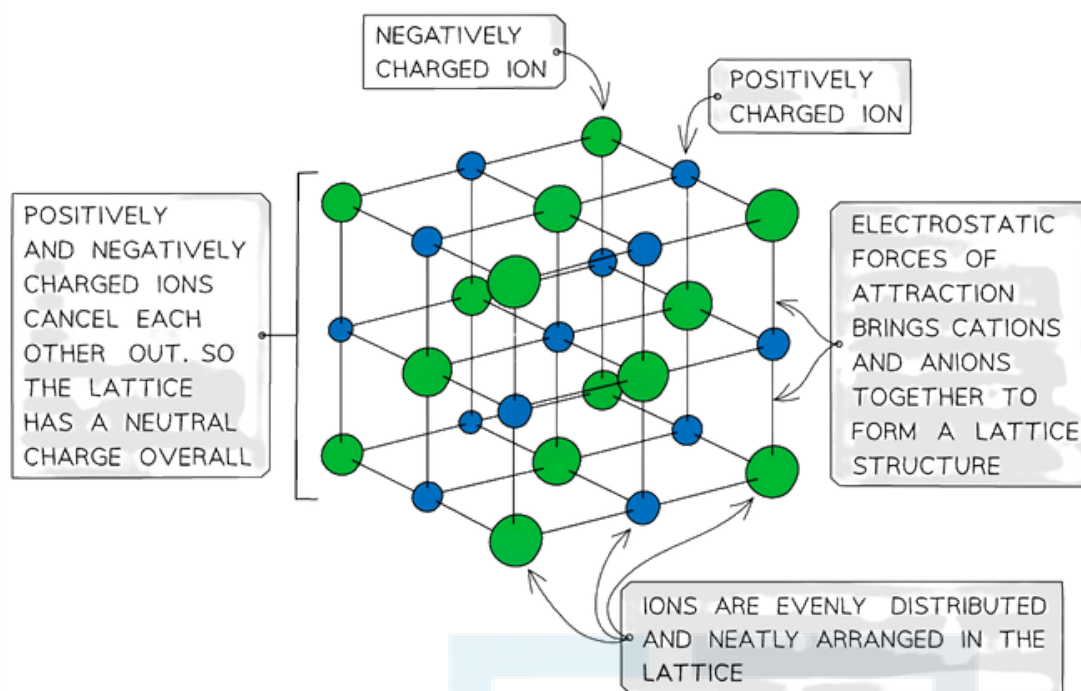 NEGATIVELY
CHARGED ION
POSITIVELY
CHARGED ION
POSITIVELY
AND NEGATIVELY
CHARGED IONS
CANCEL EACH
OTHER OUT. SO
THE LATTICE
HAS A NEUTRAL
CHARGE OVERALL
ELECTROSTATIC
FORCES OF
ATTRACTION
BRINGS CATIONS
AND ANIONS
TOGETHER TO
FORM A LATTICE
STRUCTURE
IONS ARE EVENLY DISTRIBUTED
AND NEATLY ARRANGED IN THE
LATTICE